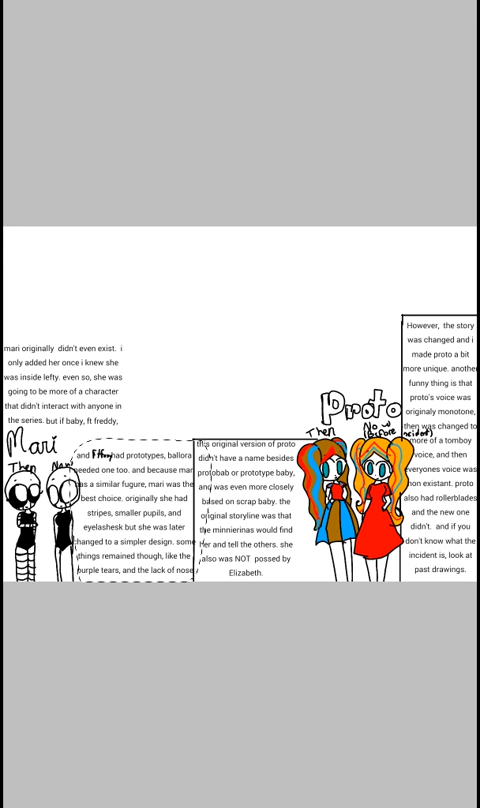 mari originally didn't even exist. i
only added her once i knew she
was inside lefty. even so, she was
going to be more of a character
that didn't interact with anyone in
the series. but if baby, ft freddy,
Mari
Then
Now
and ft foxy had prototypes, ballora
needed one too. and because mari
has a similar fugure, mari was the
best choice. originally she had
stripes, smaller pupils, and
eyelashesk but she was later
changed to a simpler design. some
things remained though, like the
purple tears, and the lack of nose
this original version of proto
didn't have a name besides
protobab or prototype baby,
and was even more closely
based on scrap baby. the
original storyline was that
the minnierinas would find
Her and tell the others. she
also was NOT possed by
Elizabeth.
Proto
Then
Now
(Before incident)
However, the story
was changed and i
made proto a bit
more unique. another
funny thing is that
proto's voice was
originaly monotone,
then was changed to
more of a tomboy
voice, and then
everyones voice was
non existant. proto
also had rollerblades
and the new one
didn't. and if you
don't know what the
incident is, look at
past drawings.